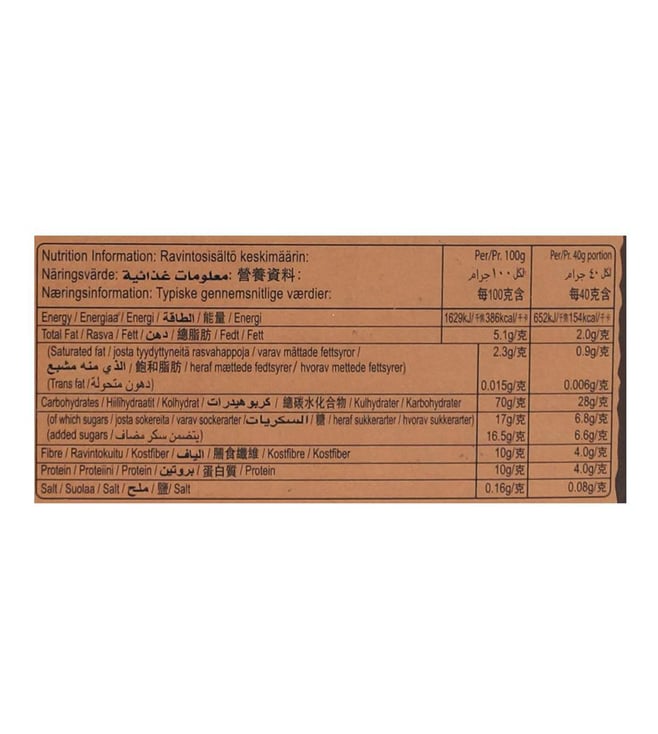 Nutrition Information: Ravintosisältö keskimäärin: Per/Pr. 100g Per/Pr. 40g portion
Näringsvärde: معلومات غذائية: 營養資料: لكل ١٠٠ جرام لكل ٤٠ جرام
Næringsinformation: Typiske gennemsnitlige værdier: 每100克含 每40克含
Energy / Energiaa / Energi / الطاقة / 能量 / Energi 1629kJ/千焦386kcal/千卡 652kJ/千焦154kcal/千卡
Total Fat / Rasva / Fett / دهن / 總脂肪 / Fedt / Fett 5.1g/克 2.0g/克
(Saturated fat / josta tyydyttyneitä rasvahappoja / varav mättade fettsyror / 2.3g/克 0.9g/克
الذي منه مشبع / 飽和脂肪 / heraf mættede fedtsyrer / hvorav mettede fettsyrer)
(Trans fat / دهون متحولة) 0.015g/克 0.006g/克
Carbohydrates / Hiilihydraatit / Kolhydrat / كربوهيدرات / 總碳水化合物 / Kulhydrater / Karbohydrater 70g/克 28g/克
(of which sugars / josta sokereita / varav sockerarter / السكريات / 糖 / heraf sukkerarter / hvorav sukkerarter) 17g/克 6.8g/克
(added sugars / يتضمن سكر مضاف) 16.5g/克 6.6g/克
Fibre / Ravintokuitu / Kostfiber / الياف / 膳食纖維 / Kostfibre / Kostfiber 10g/克 4.0g/克
Protein / Proteiini / Protein / بروتين / 蛋白質 / Protein 10g/克 4.0g/克
Salt / Suolaa / Salt / ملح / 鹽/ Salt 0.16g/克 0.08g/克